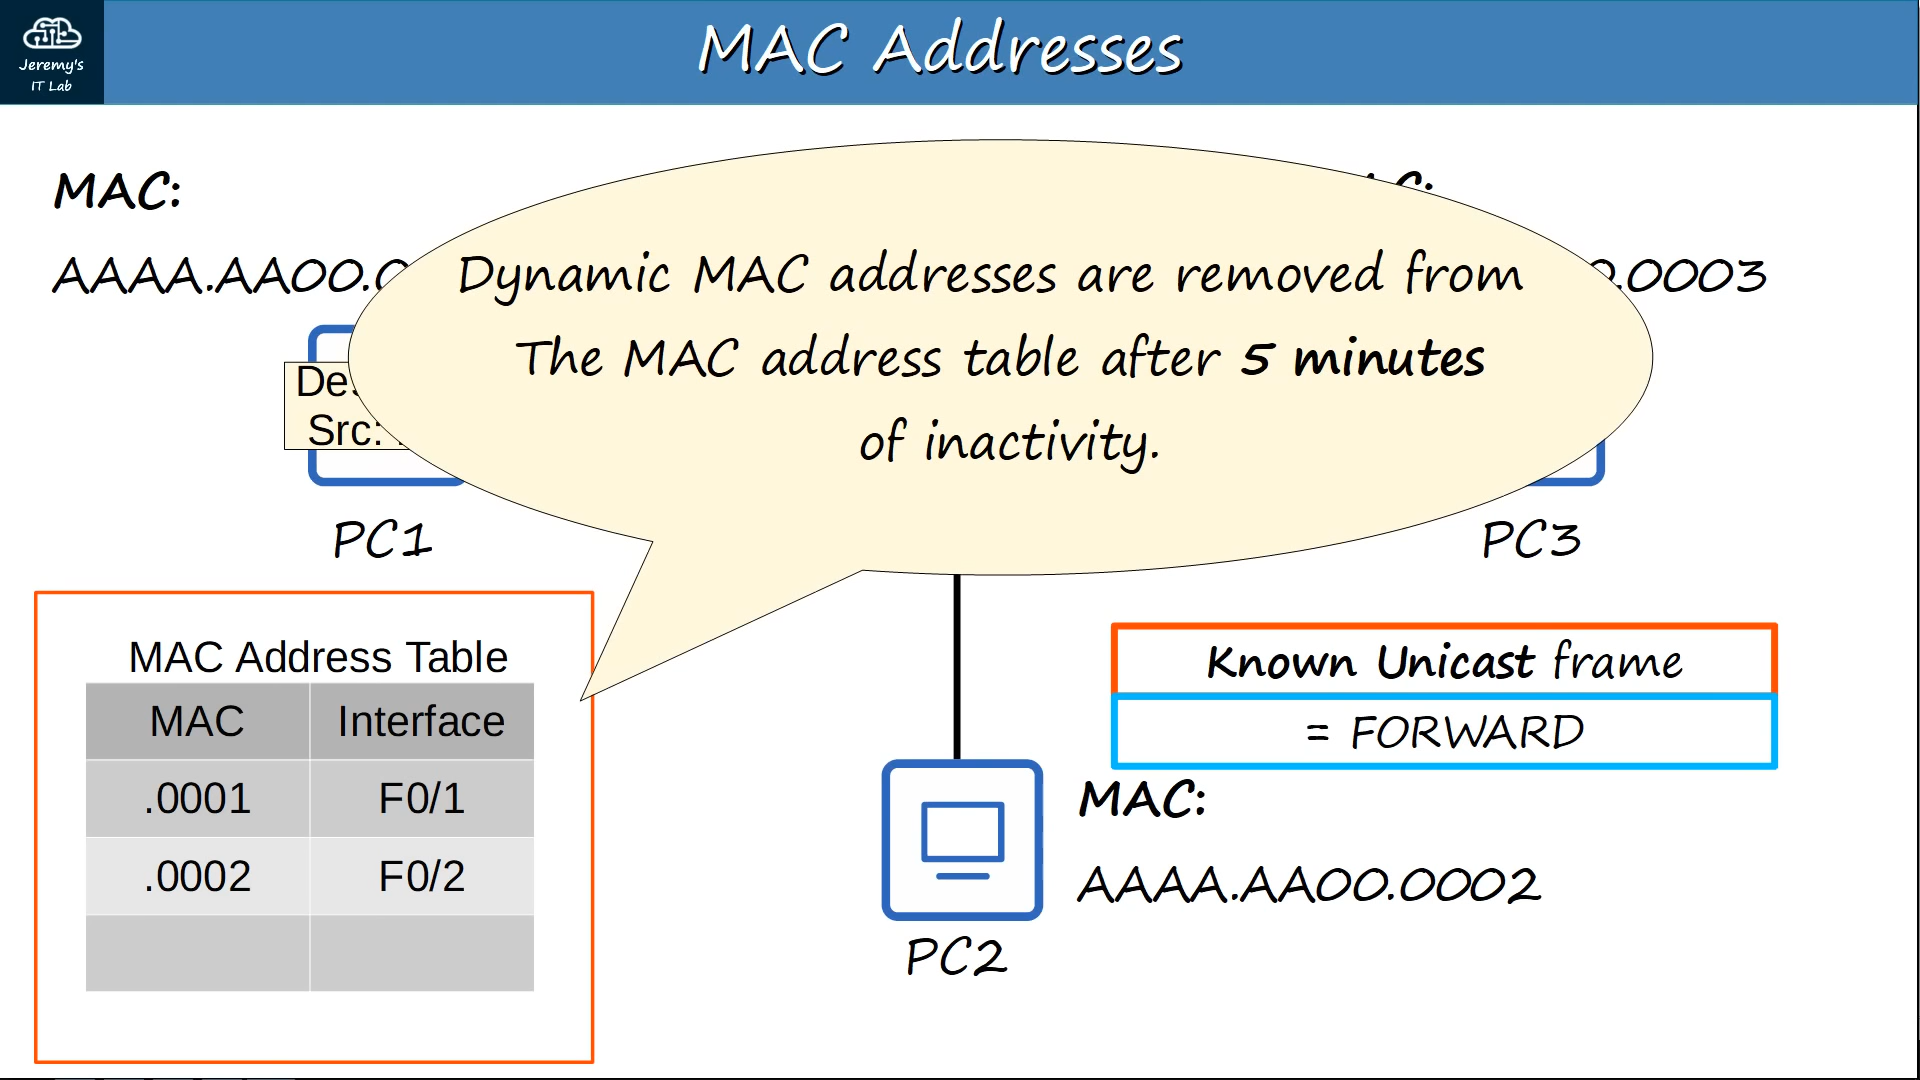 Jeremy's
IT Lab
MAC Addresses
MAC:
AAAA.AA00.0
.0003
Dynamic MAC addresses are removed from
The MAC address table after 5 minutes
of inactivity.
Src:
PC1
PC3
MAC Address Table
MAC Interface
.0001 F0/1
.0002 F0/2
Known Unicast frame
= FORWARD
MAC:
AAAA.AA00.0002
PC2